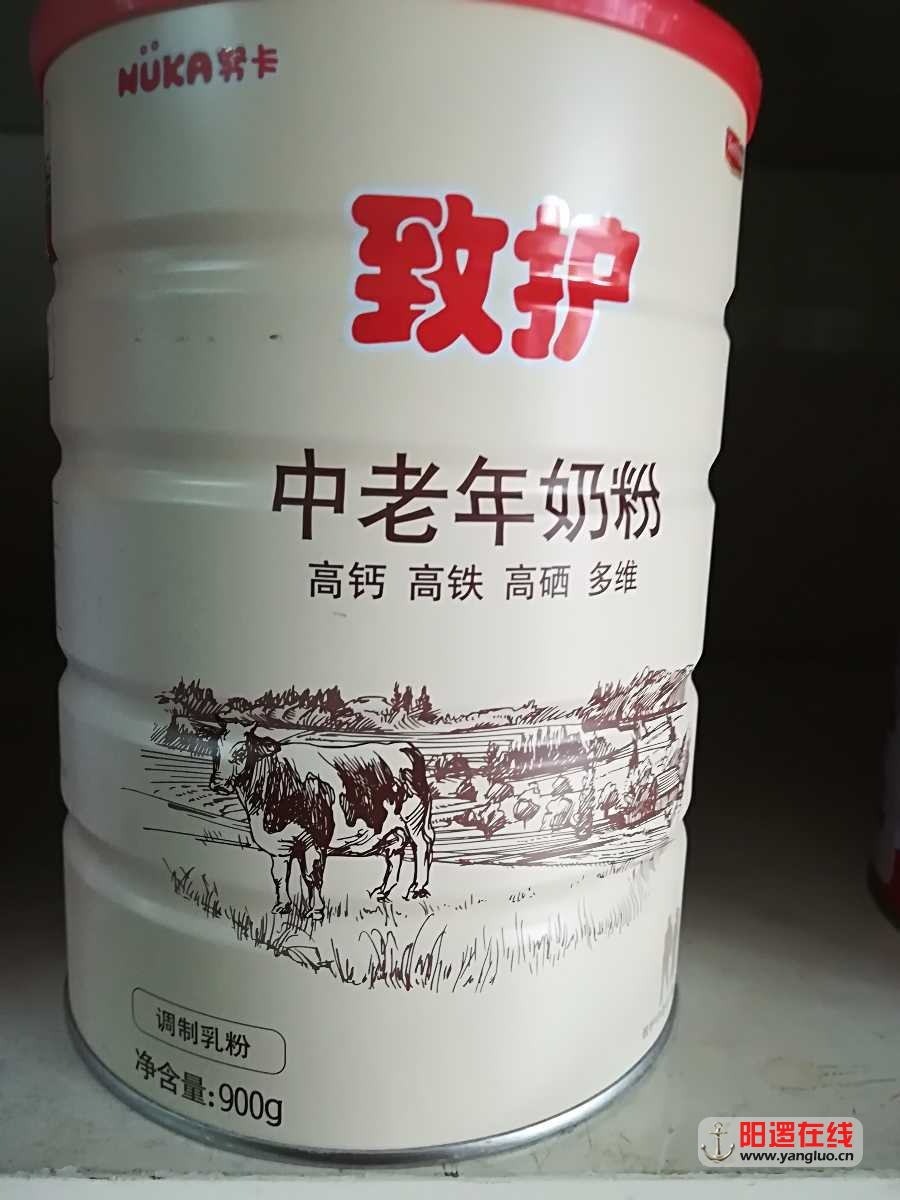 NÜKA努卡
致护
中老年奶粉
高钙 高铁 高硒 多维
调制乳粉
净含量:900g
阳逻在线
www.yangluo.cn